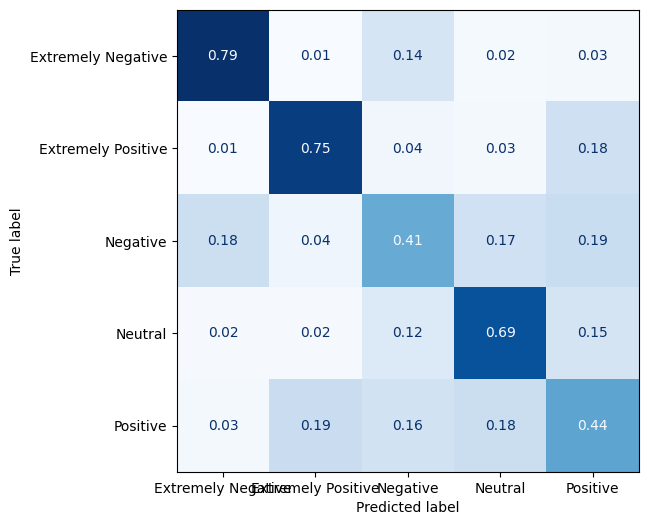 Extremely Negative 0.79 0.01 0.14 0.02 0.03
Extremely Positive 0.01 0.75 0.04 0.03 0.18
Negative 0.18 0.04 0.41 0.17 0.19
Neutral 0.02 0.02 0.12 0.69 0.15
Positive 0.03 0.19 0.16 0.18 0.44
True label
Extremely Negative Extremely Positive Negative Neutral Positive
Predicted label